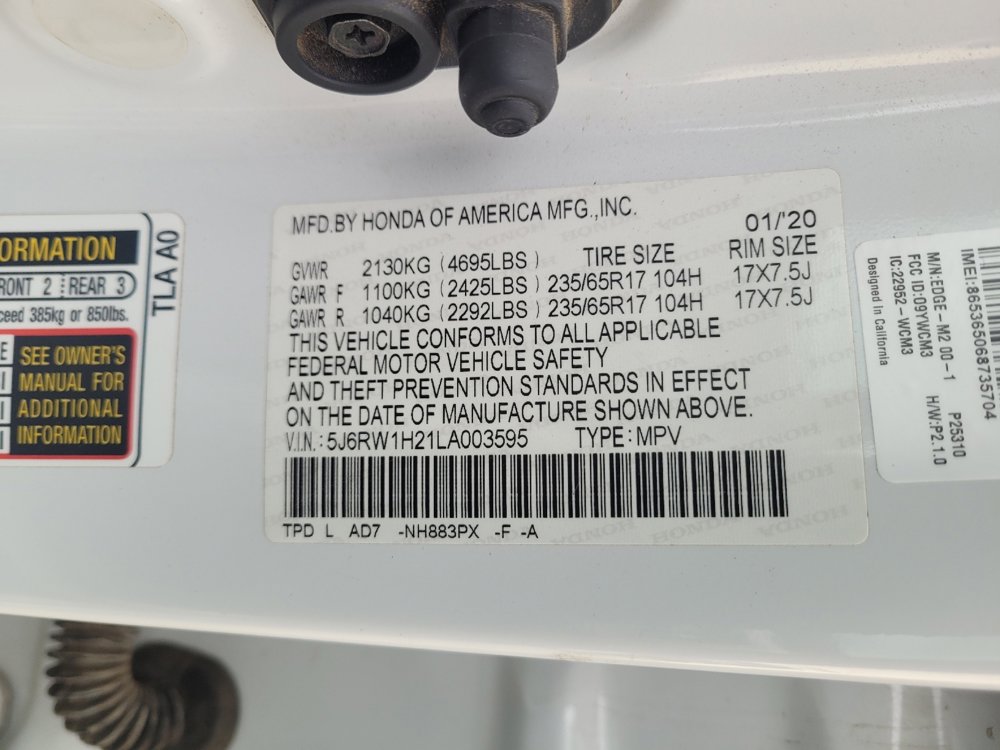 ORMATION
RONT 2 REAR 3
ceed 385kg or 850lbs.
SEE OWNER'S
MANUAL FOR
ADDITIONAL
INFORMATION
TLA A0
MFD.BY HONDA OF AMERICA MFG.,INC.
01/'20
GVWR 2130KG (4695LBS) TIRE SIZE RIM SIZE
GAWR F 1100KG (2425LBS) 235/65R17 104H 17X7.5J
GAWR R 1040KG (2292LBS) 235/65R17 104H 17X7.5J
THIS VEHICLE CONFORMS TO ALL APPLICABLE
FEDERAL MOTOR VEHICLE SAFETY
AND THEFT PREVENTION STANDARDS IN EFFECT
ON THE DATE OF MANUFACTURE SHOWN ABOVE.
V.I.N.: 5J6RW1H21LA003595 TYPE: MPV
TPD L AD7 -NH883PX -F -A
IMEI:865365068735704
M/N:EDGE-M2 00-1 P25310
FCC ID:09YWCM3 H/W:P2.1.0
IC:22952-WCM3
Designed in California